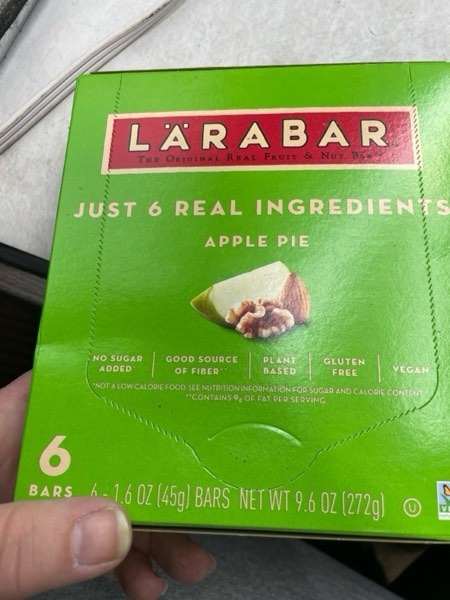 LÄRABAR
THE ORIGINAL REAL FRUIT & NUT BAR
JUST 6 REAL INGREDIENTS
APPLE PIE
NO SUGAR ADDED* | GOOD SOURCE OF FIBER** | PLANT BASED | GLUTEN FREE | VEGAN
*NOT A LOW CALORIE FOOD. SEE NUTRITION INFORMATION FOR SUGAR AND CALORIE CONTENT.
**CONTAINS 9g OF FAT PER SERVING
6
BARS 6 - 1.6 OZ (45g) BARS NET WT 9.6 OZ (272g) U